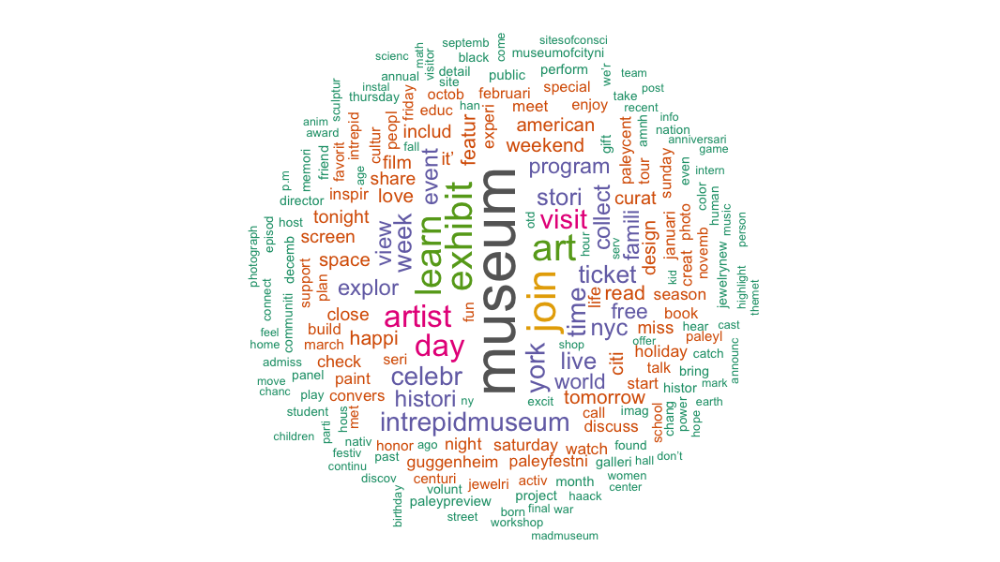 septemb
come
sitesofconsci
math
black
museumofcityni
scienc
visitor
detail
public
perform
we'r
team
annual
site
instal
octob
februari
special
take
post
sculptur
thursday
friday
educ
han
experi
meet
enjoy
recent
anim
award
intrepid
cultur
peopl
includ
featur
american
gift
paleycent
amnh
info
nation
anniversari
game
memori
friend
favorit
fall
it'
weekend
tour
sunday
even
intern
p.m
age
film
share
event
museum
program
director
inspir
love
exhibit
stori
collect
curat
color
human
music
person
host
tonight
learn
otd
visit
famili
design
januari
photo
episod
screen
view
week
art
hour
serv
creat
novemb
photograph
decemb
support
space
kid
jewelrynew
highlight
themet
connect
plan
explor
join
ticket
life
read
season
communiti
close
artist
fun
time
free
book
feel
home
build
march
happi
day
nyc
miss
hear
cast
paleyl
announc
shop
offer
admiss
check
seri
york
live
citi
holiday
catch
move
chanc
panel
paint
celebr
world
talk
bring
play
convers
histori
ny
excit
tomorrow
start
histor
mark
student
hous
met
call
imag
school
chang
power
earth
hope
children
parti
intrepidmuseum
discuss
nativ
honor
ago
night
saturday
watch
found
festiv
continu
past
guggenheim
paleyfestni
galleri
hall
don't
discov
centuri
volunt
jewelri
activ
month
women
center
birthday
paleypreview
project
haack
street
born
final
war
workshop
madmuseum